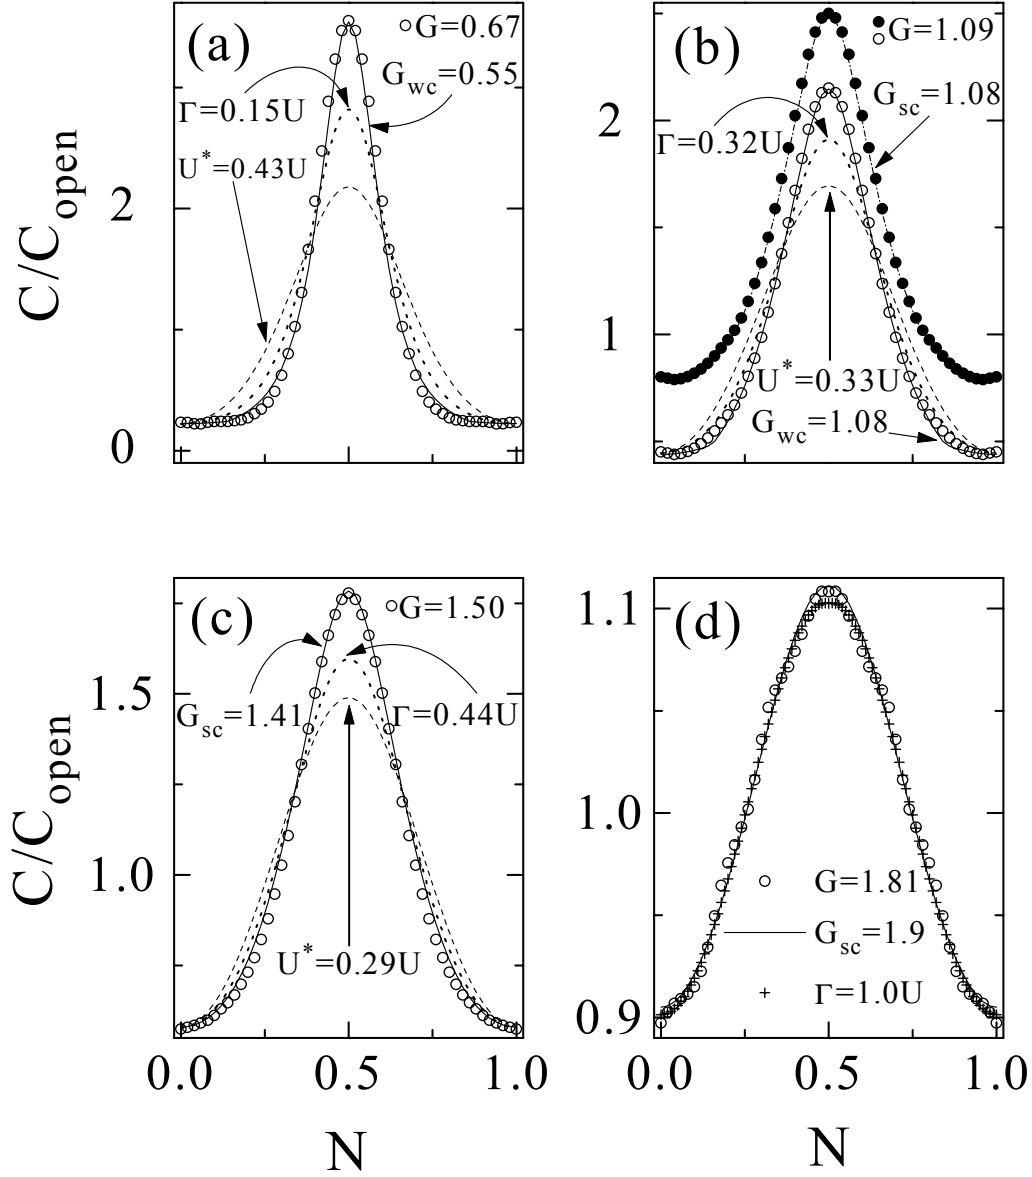 (a)
G=0.67
G_wc=0.55
Γ=0.15U
U*=0.43U
C/C_open
2
0
(b)
G=1.09
G_sc=1.08
Γ=0.32U
2
1
U*=0.33U
G_wc=1.08
(c)
G=1.50
G_sc=1.41
Γ=0.44U
U*=0.29U
C/C_open
1.5
1.0
0.0
0.5
1.0
N
(d)
1.1
1.0
0.9
G=1.81
G_sc=1.9
Γ=1.0U
0.0
0.5
1.0
N